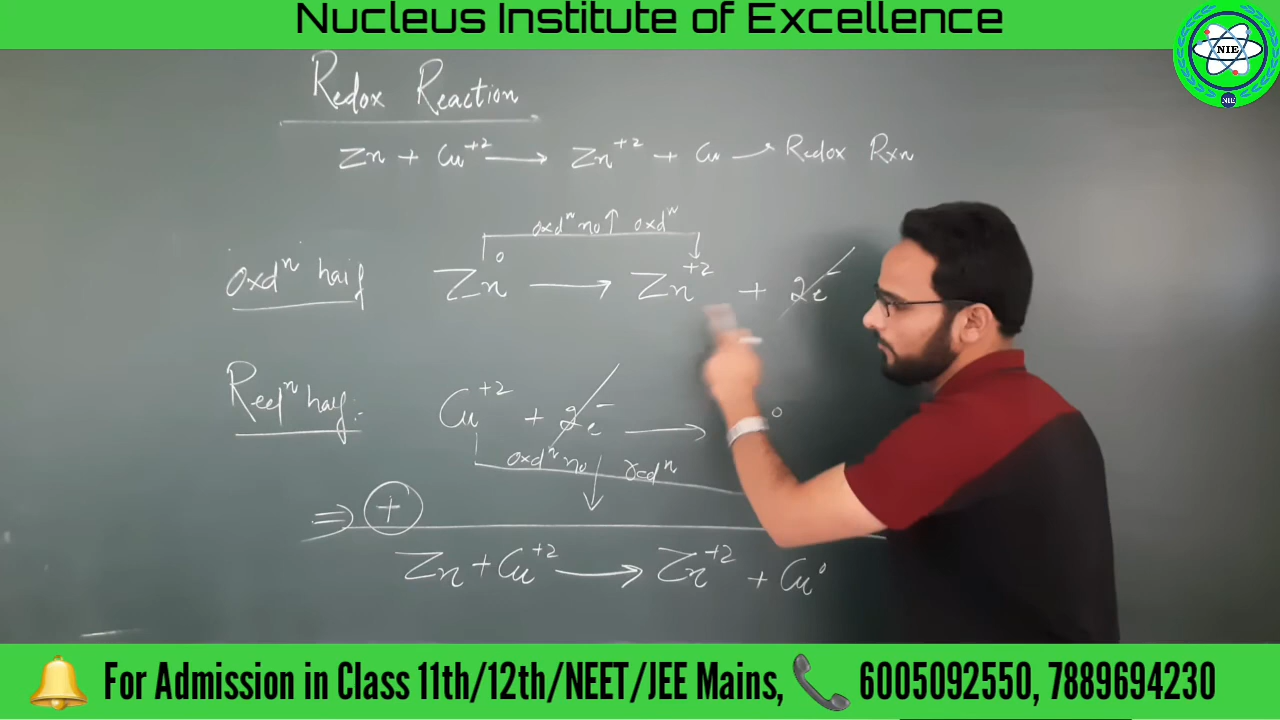 Nucleus Institute of Excellence
NIE
NIE
Redox Reaction
Zn + Cu⁺² → Zn⁺² + Cu → Redox Rxn
oxdⁿ no ↑ oxdⁿ
oxdⁿ half Zn⁰ → Zn⁺² + 2e⁻
Redⁿ half:- Cu⁺² + 2e⁻ → ⁰
oxdⁿ no ↓ redⁿ
⇒ +
Zn + Cu⁺² → Zn⁺² + Cu⁰
🔔 For Admission in Class 11th/12th/NEET/JEE Mains, 📞 6005092550, 7889694230